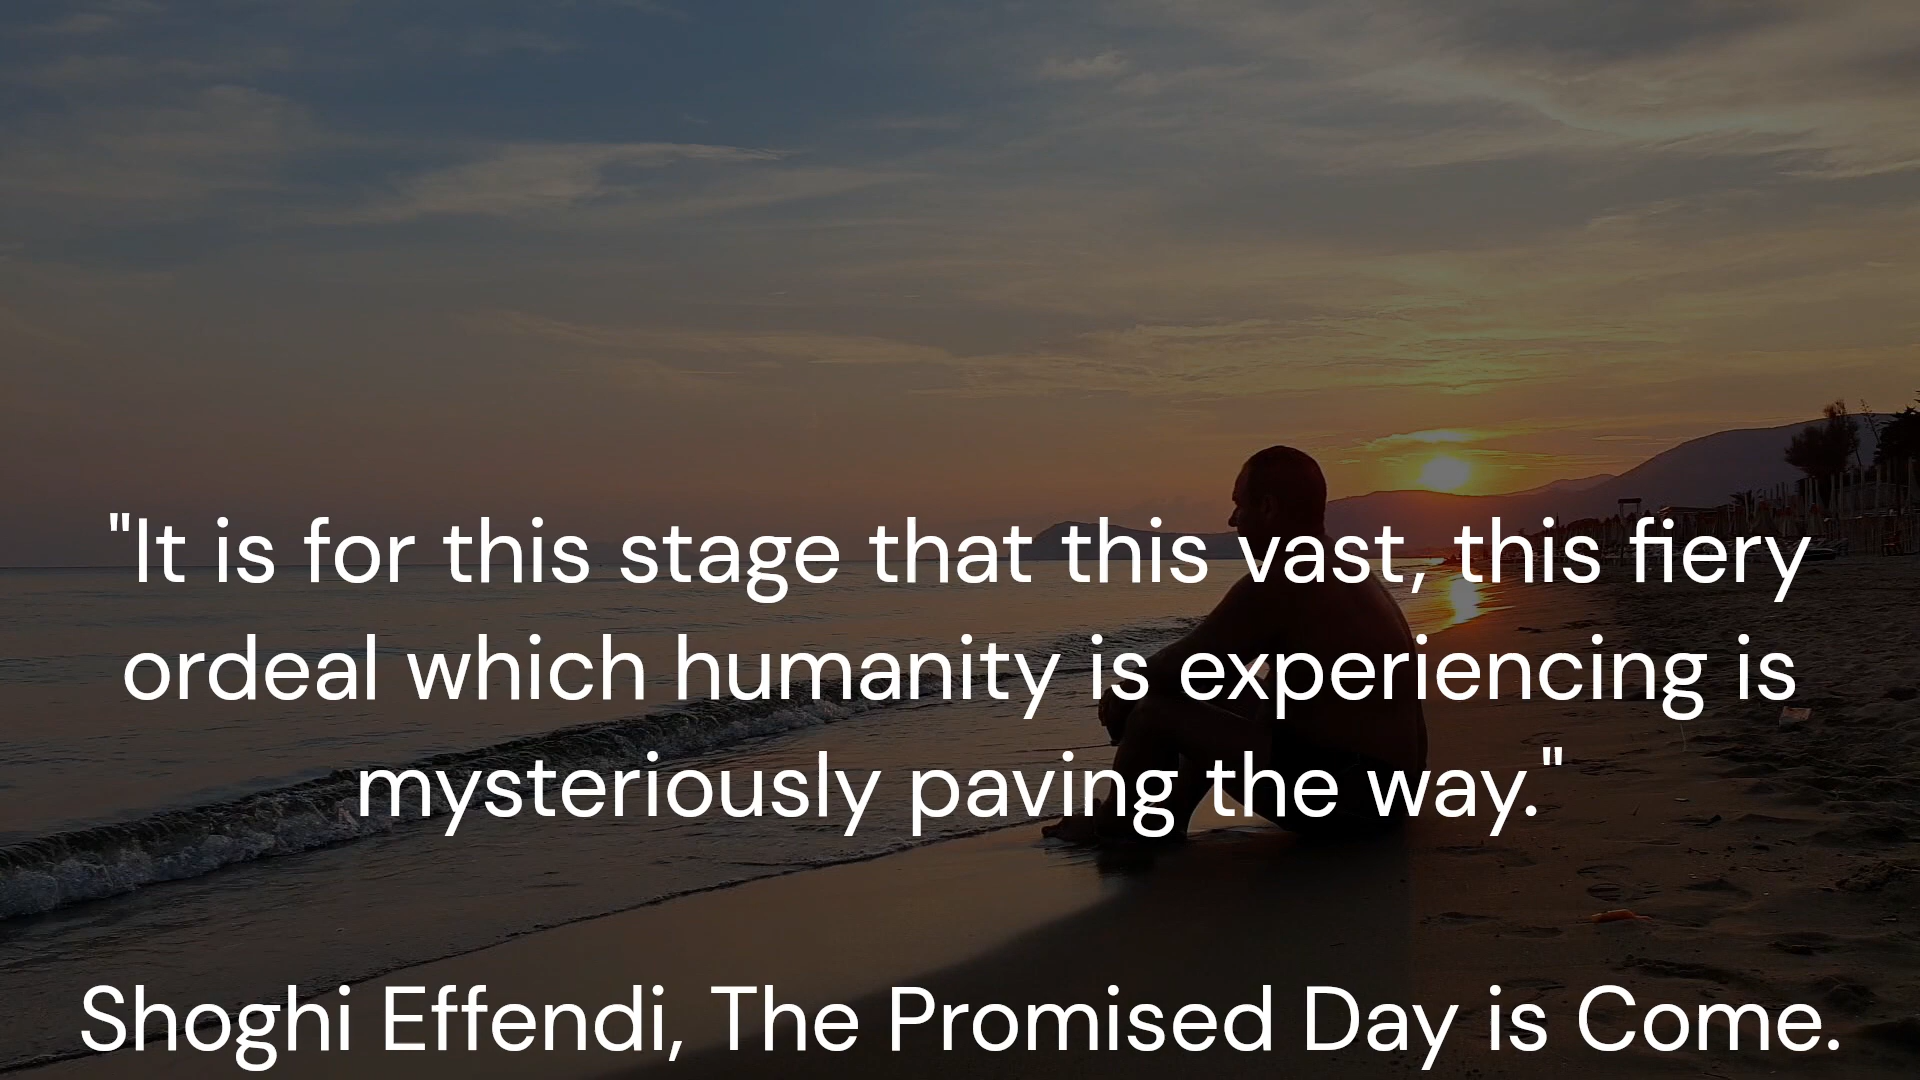 "It is for this stage that this vast, this fiery
ordeal which humanity is experiencing is
mysteriously paving the way."
Shoghi Effendi, The Promised Day is Come.